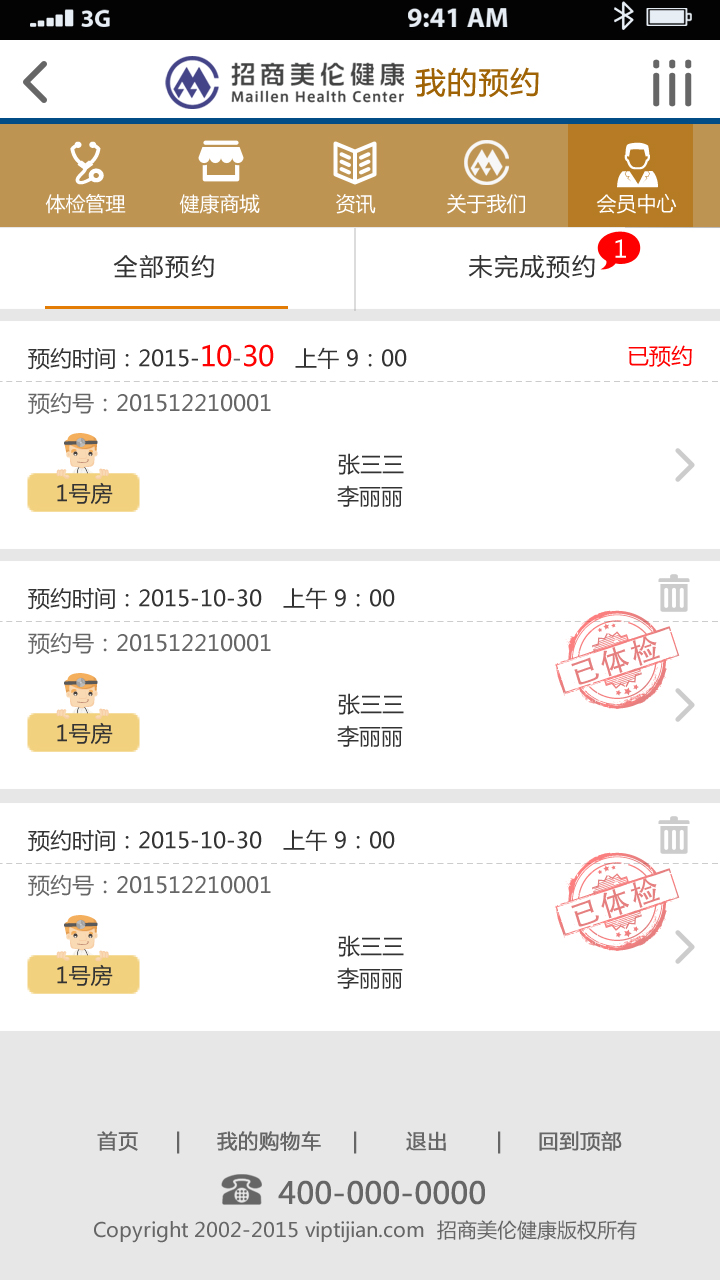 3G 9:41 AM
招商美伦健康 我的预约
Maillen Health Center
体检管理 健康商城 资讯 关于我们 会员中心
全部预约 未完成预约 1
预约时间：2015-10-30 上午 9：00 已预约
预约号：201512210001
张三三
1号房
李丽丽
预约时间：2015-10-30 上午 9：00
预约号：201512210001
已体检
张三三
1号房
李丽丽
预约时间：2015-10-30 上午 9：00
预约号：201512210001
已体检
张三三
1号房
李丽丽
首页 | 我的购物车 | 退出 | 回到顶部
400-000-0000
Copyright 2002-2015 viptijian.com 招商美伦健康版权所有